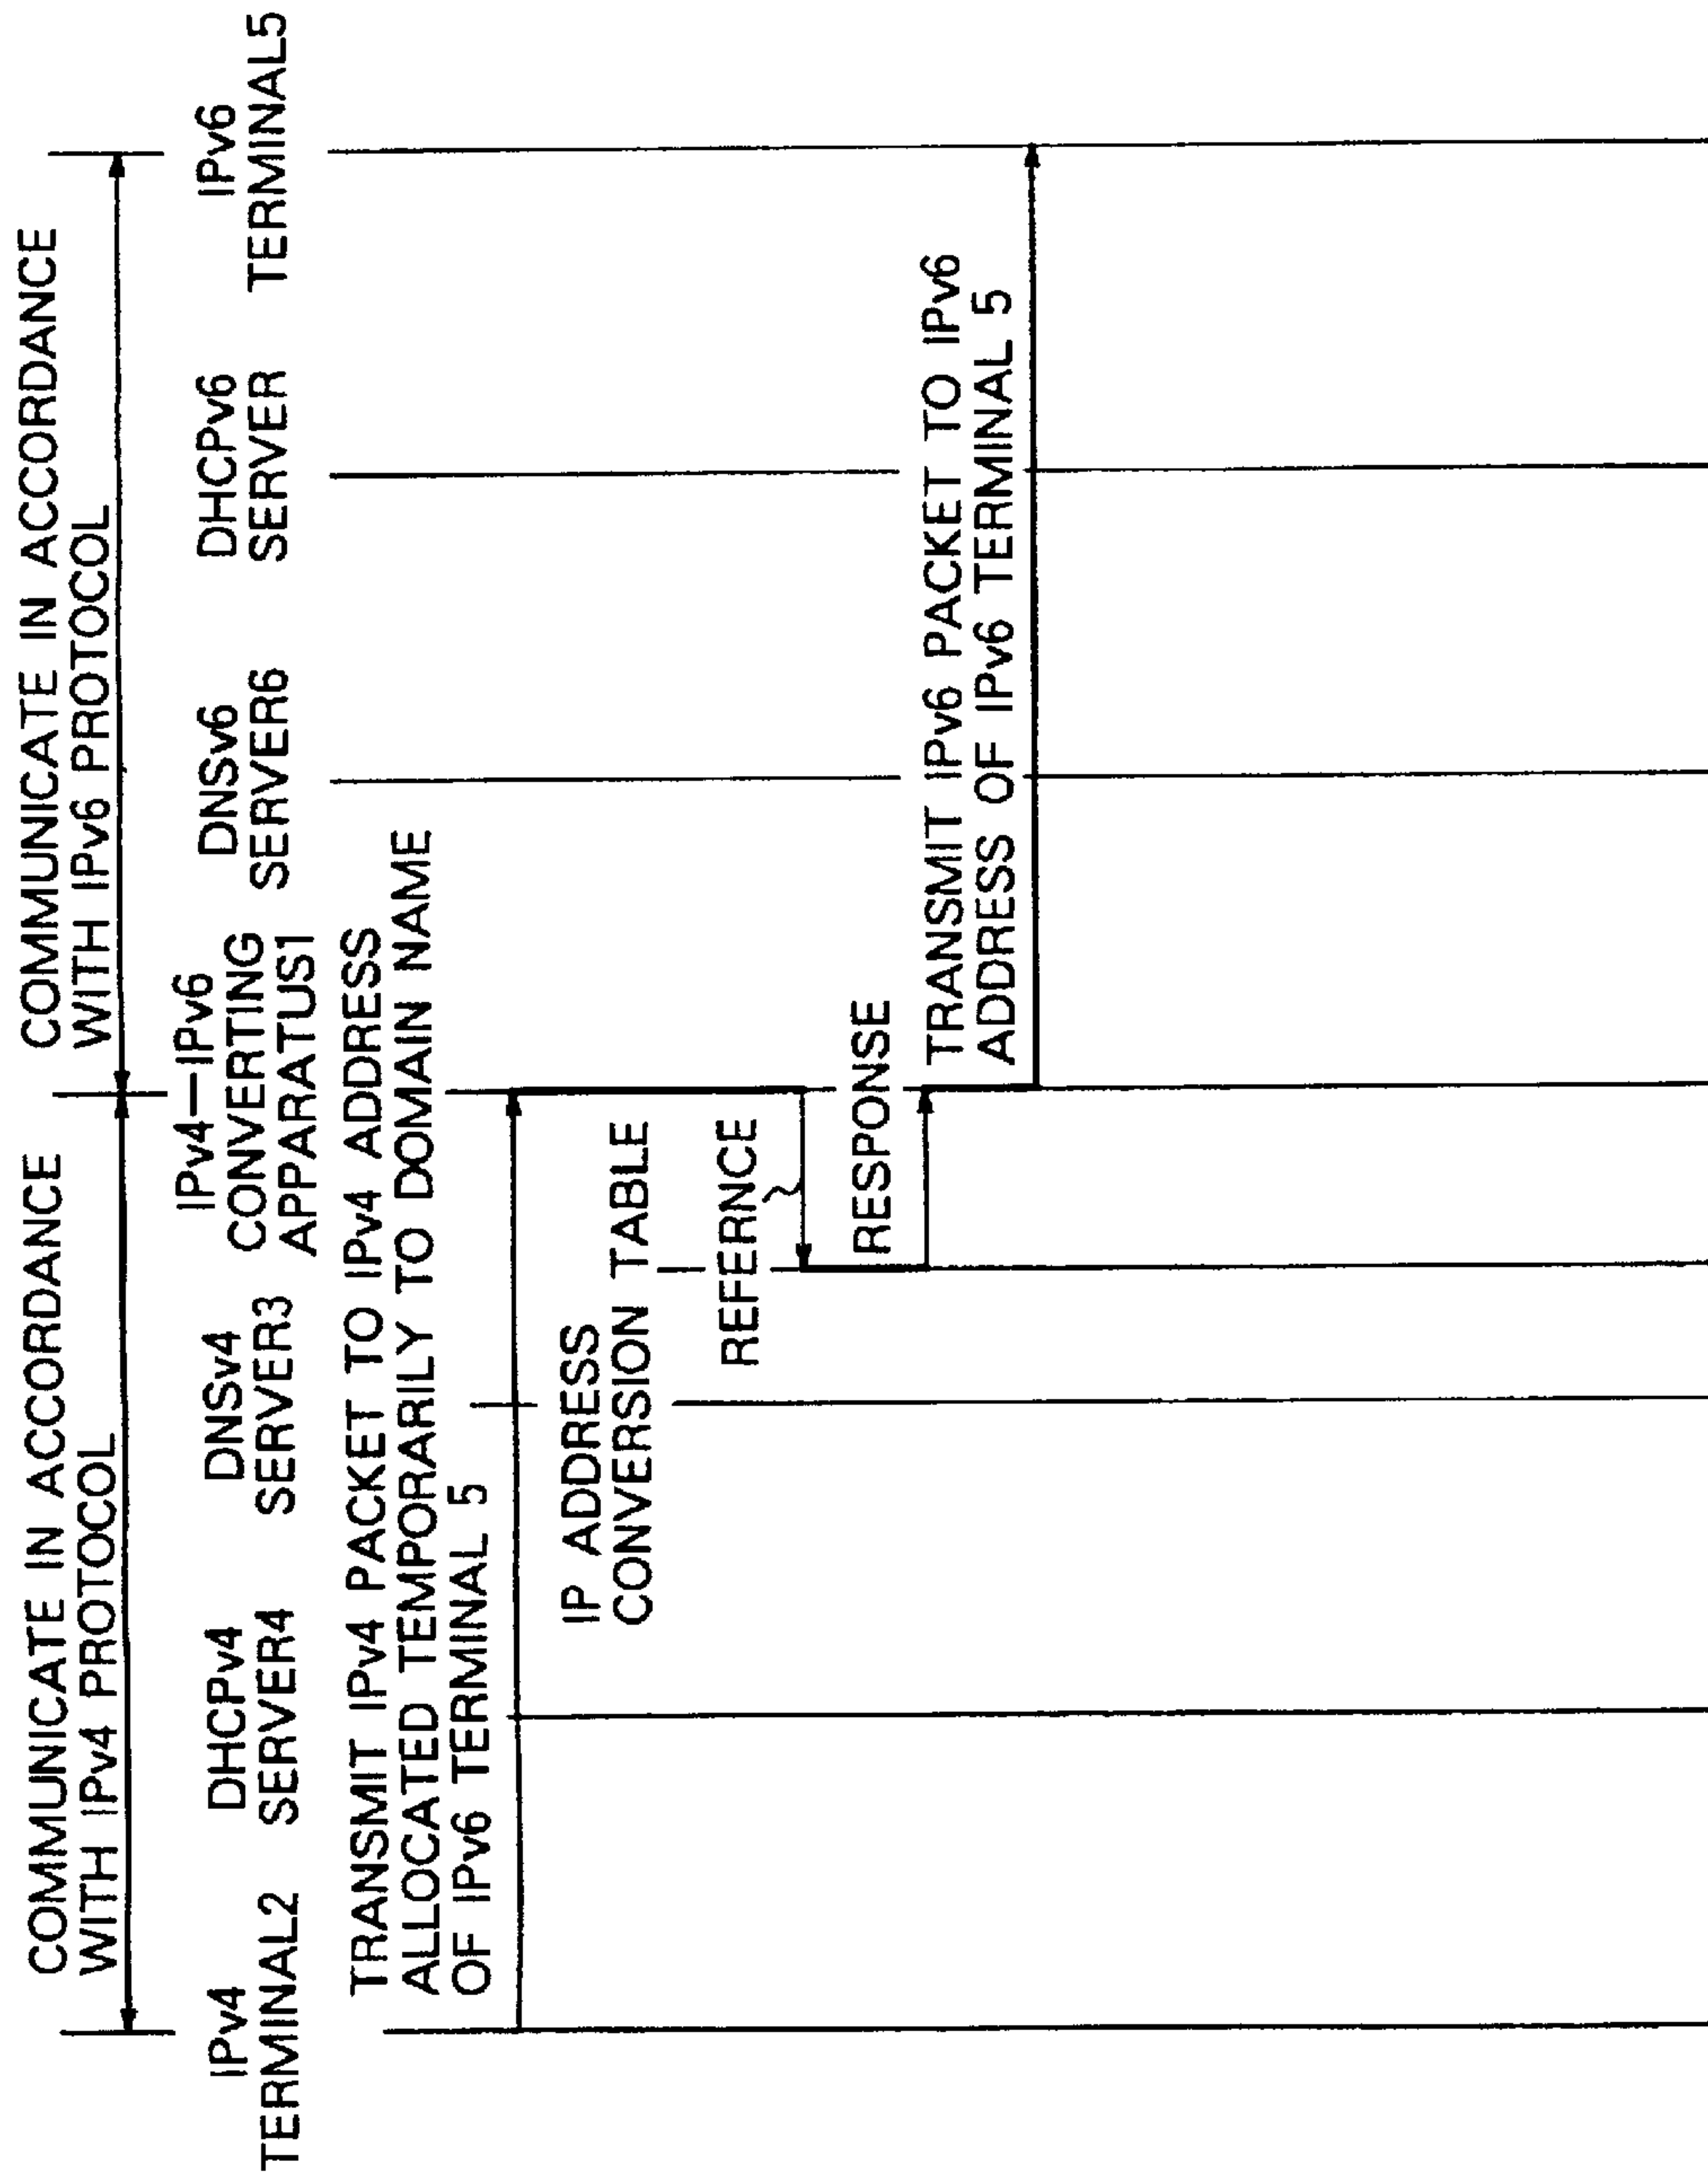 COMMUNICATE IN ACCORDANCE
WITH IPv4 PROTOCOL
COMMUNICATE IN ACCORDANCE
WITH IPv6 PROTOCOL
IPv4
TERMINAL2
DHCPv4
SERVER4
DNSv4
SERVER3
IPv4—IPv6
CONVERTING
APPARATUS1
DNSv6
SERVER6
DHCPv6
SERVER
IPv6
TERMINAL5
TRANSMIT IPv4 PACKET TO IPv4 ADDRESS
ALLOCATED TEMPORARILY TO DOMAIN NAME
OF IPv6 TERMINAL 5
IP ADDRESS
CONVERSION TABLE
REFERNCE
RESPONSE
TRANSMIT IPv6 PACKET TO IPv6
ADDRESS OF IPv6 TERMINAL 5